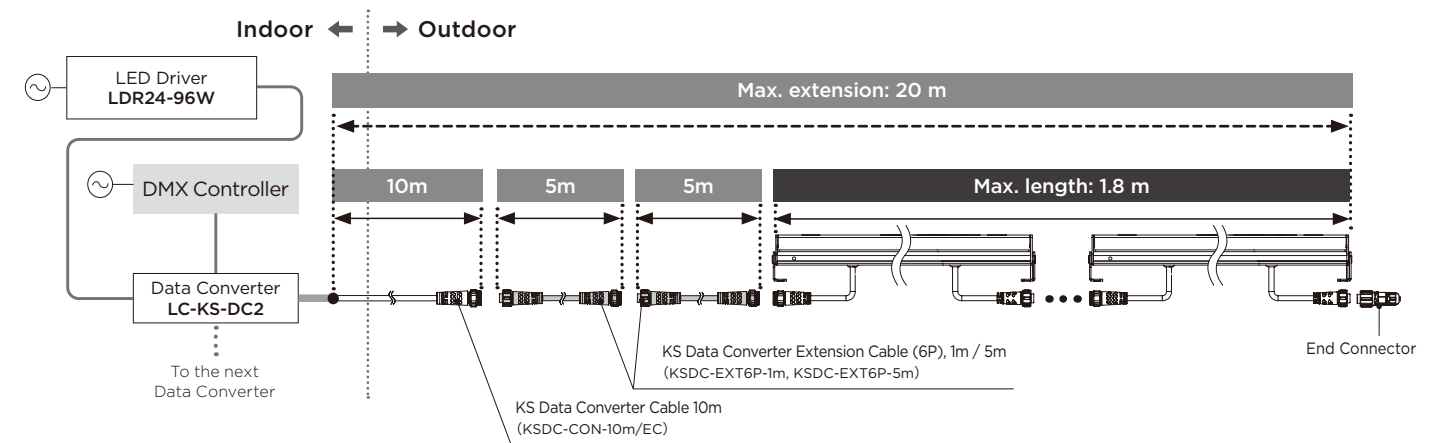 Indoor
Outdoor
LED Driver
LDR24-96W
Max. extension: 20 m
DMX Controller
10m
5m
5m
Max. length: 1.8 m
Data Converter
LC-KS-DC2
To the next
Data Converter
KS Data Converter Extension Cable (6P), 1m / 5m
(KSDC-EXT6P-1m, KSDC-EXT6P-5m)
End Connector
KS Data Converter Cable 10m
(KSDC-CON-10m/EC)